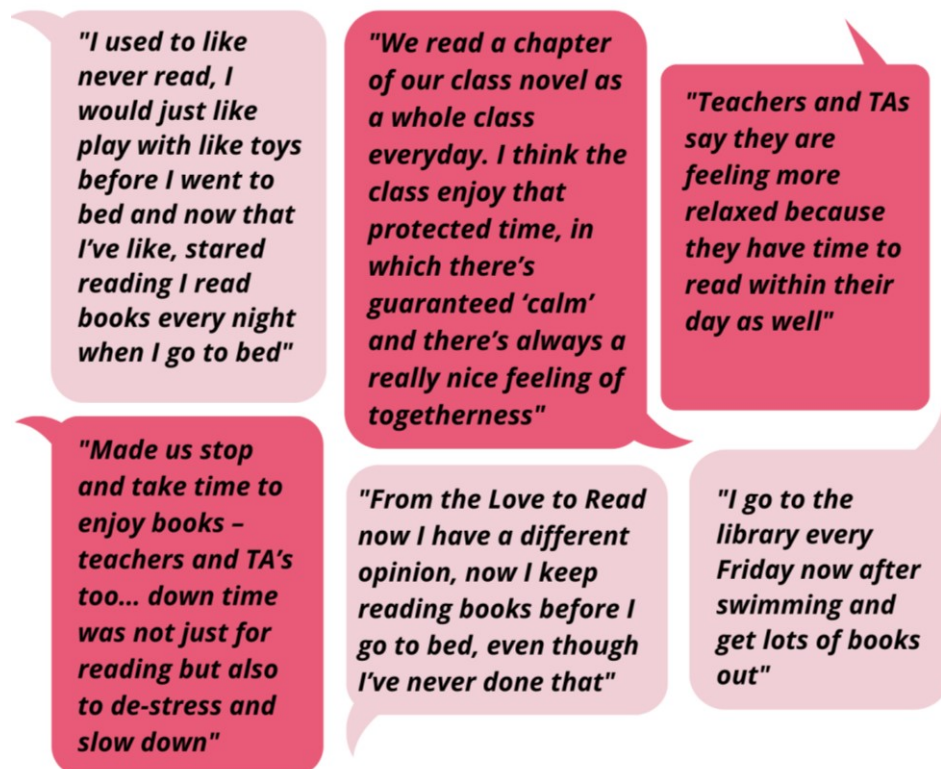 "I used to like
never read, I
would just like
play with like toys
before I went to
bed and now that
I've like, stared
reading I read
books every night
when I go to bed"
"We read a chapter
of our class novel as
a whole class
everyday. I think the
class enjoy that
protected time, in
which there's
guaranteed ‘calm’
and there's always a
really nice feeling of
togetherness"
"Teachers and TAs
say they are
feeling more
relaxed because
they have time to
read within their
day as well"
"Made us stop
and take time to
enjoy books –
teachers and TA's
too... down time
was not just for
reading but also
to de-stress and
slow down"
"From the Love to Read
now I have a different
opinion, now I keep
reading books before I
go to bed, even though
I've never done that"
"I go to the
library every
Friday now after
swimming and
get lots of books
out"